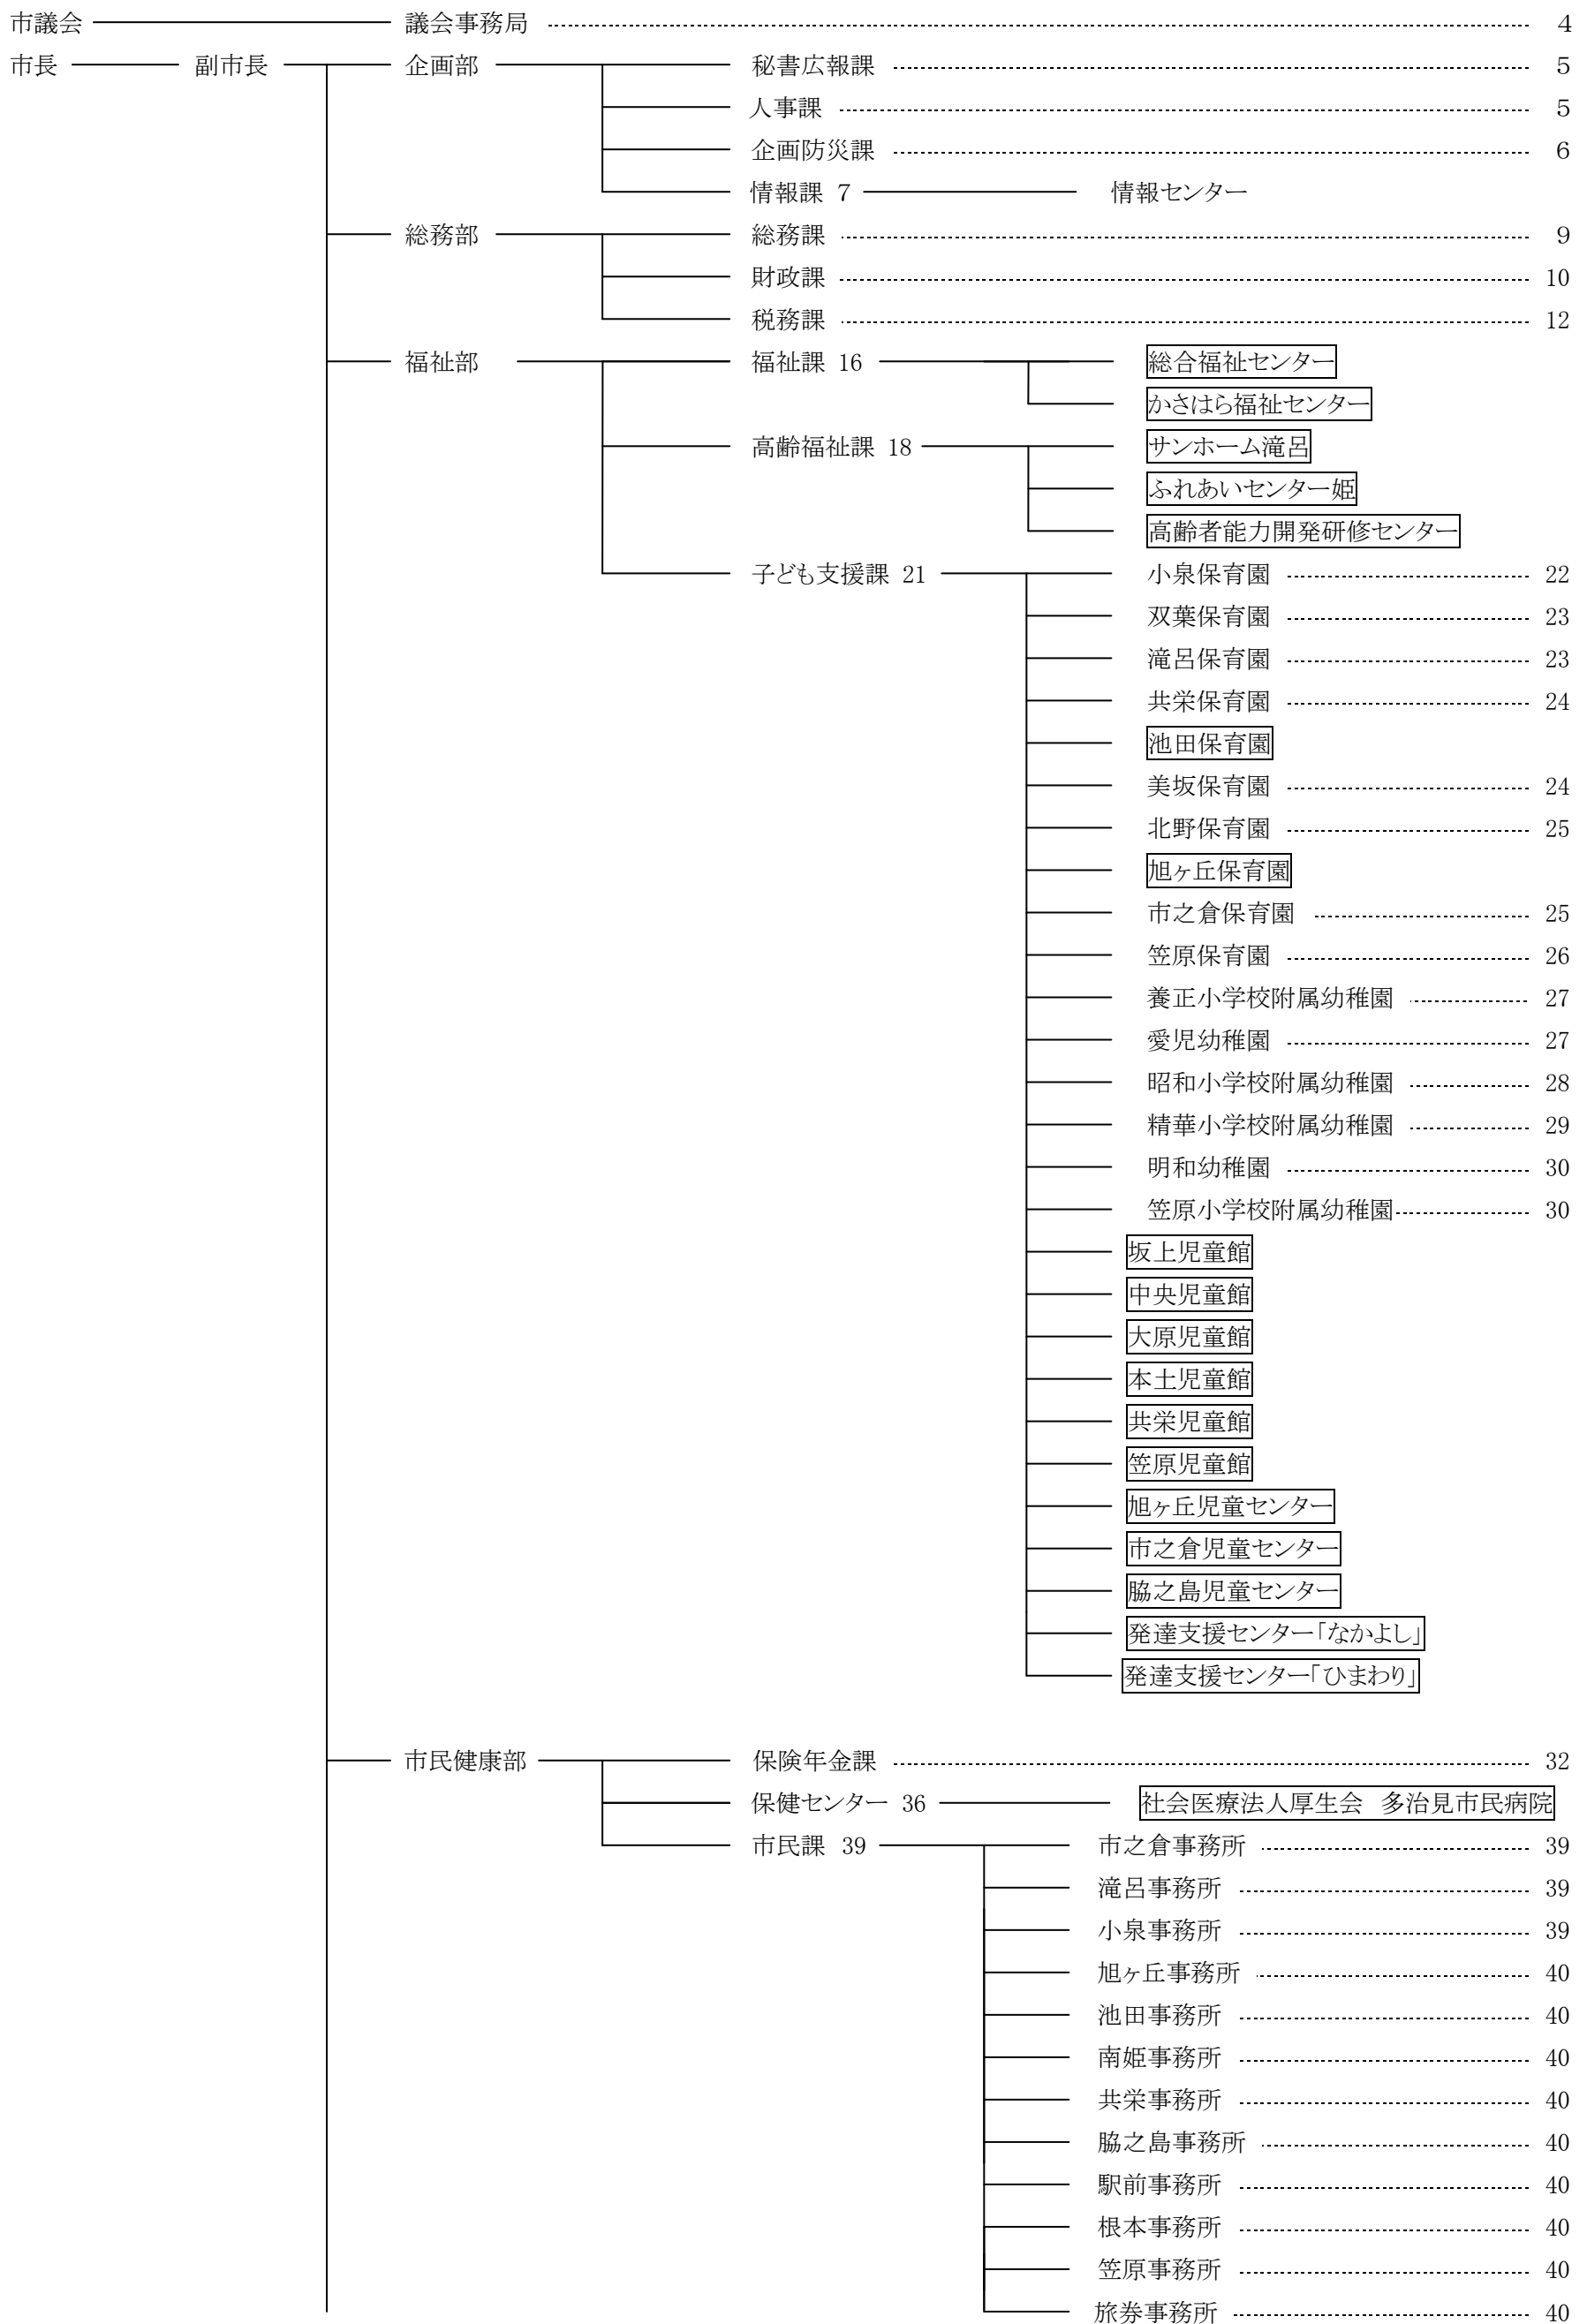 市議会 議会事務局 4
市長 副市長 企画部 秘書広報課 5
人事課 5
企画防災課 6
情報課 7 情報センター
総務部 総務課 9
財政課 10
税務課 12
福祉部 福祉課 16 総合福祉センター
かさはら福祉センター
高齢福祉課 18 サンホーム滝呂
ふれあいセンター姫
高齢者能力開発研修センター
子ども支援課 21 小泉保育園 22
双葉保育園 23
滝呂保育園 23
共栄保育園 24
池田保育園
美坂保育園 24
北野保育園 25
旭ヶ丘保育園
市之倉保育園 25
笠原保育園 26
養正小学校附属幼稚園 27
愛児幼稚園 27
昭和小学校附属幼稚園 28
精華小学校附属幼稚園 29
明和幼稚園 30
笠原小学校附属幼稚園 30
坂上児童館
中央児童館
大原児童館
本土児童館
共栄児童館
笠原児童館
旭ヶ丘児童センター
市之倉児童センター
脇之島児童センター
発達支援センター「なかよし」
発達支援センター「ひまわり」
市民健康部 保険年金課 32
保健センター 36 社会医療法人厚生会 多治見市民病院
市民課 39 市之倉事務所 39
滝呂事務所 39
小泉事務所 39
旭ヶ丘事務所 40
池田事務所 40
南姫事務所 40
共栄事務所 40
脇之島事務所 40
駅前事務所 40
根本事務所 40
笠原事務所 40
旅券事務所 40